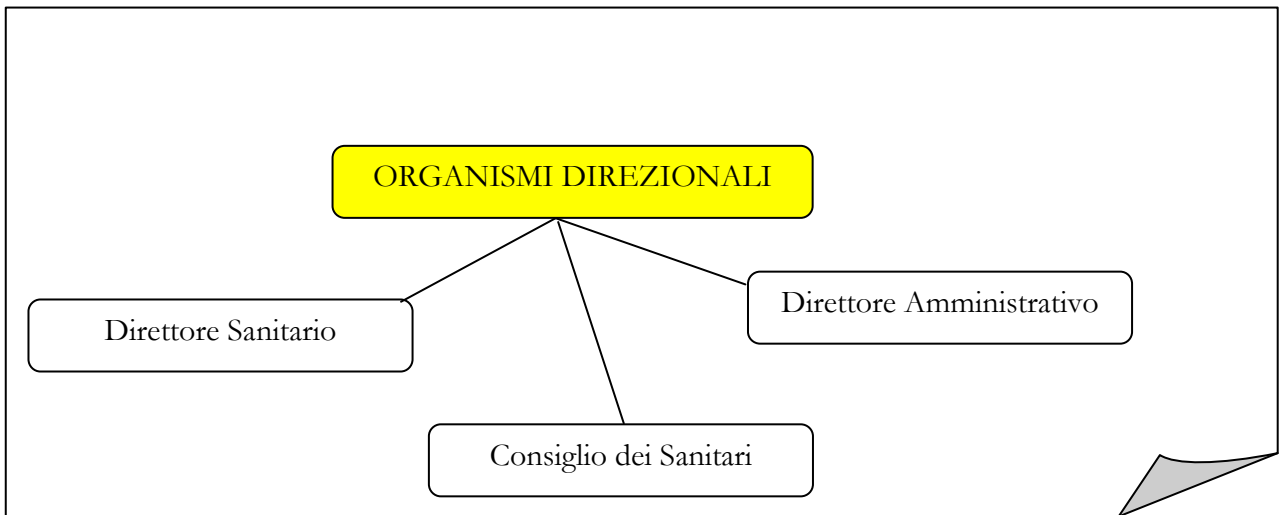 ORGANISMI DIREZIONALI
Direttore Amministrativo
Direttore Sanitario
Consiglio dei Sanitari